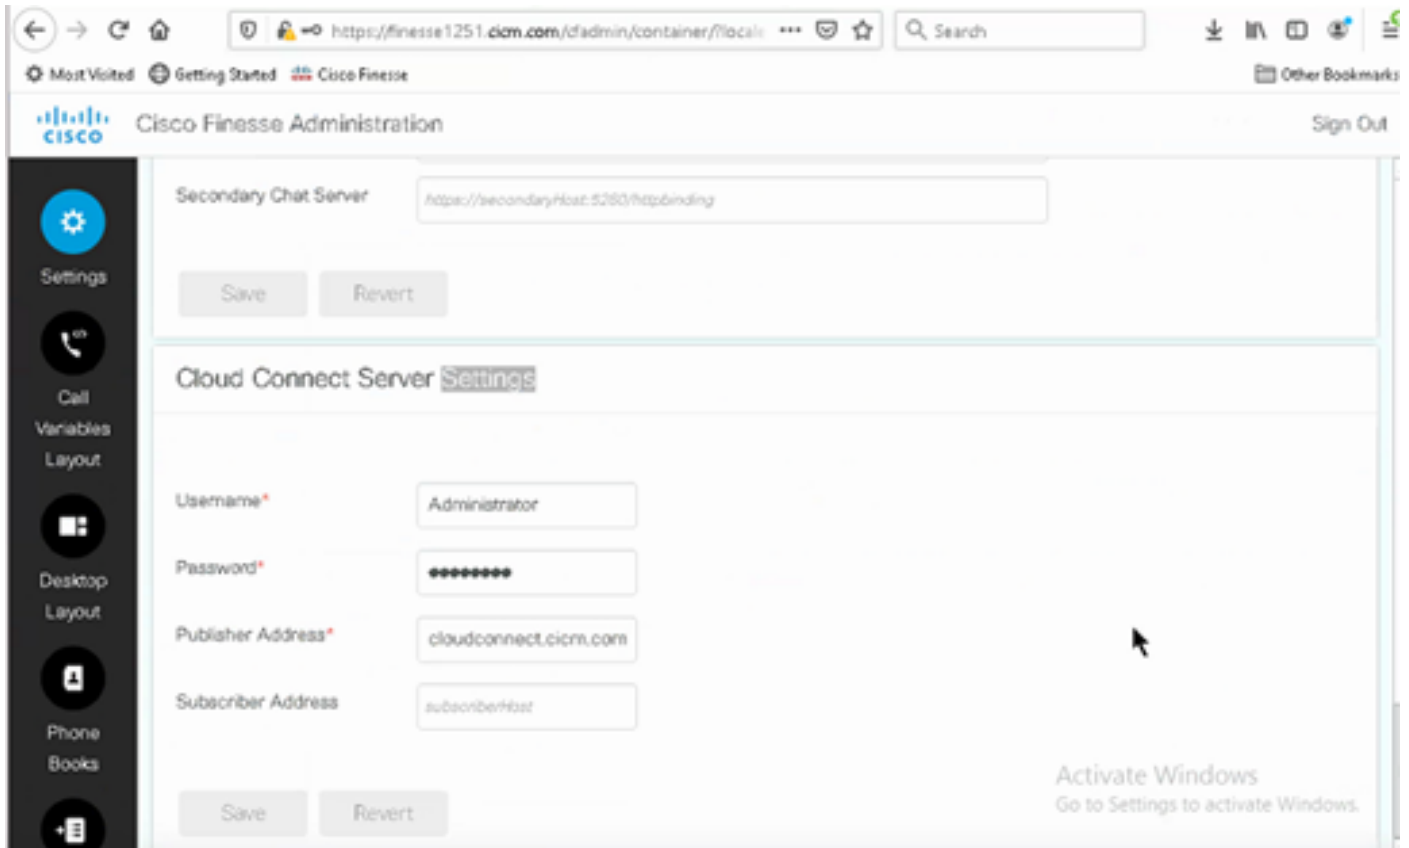 https://finesse1251.cicm.com/cfadmin/container/?locale
Search
Most Visited Getting Started Cisco Finesse Other Bookmarks
CISCO Cisco Finesse Administration Sign Out
Secondary Chat Server https://secondaryHost:5280/httpbinding
Settings
Save Revert
Call
Variables
Layout
Cloud Connect Server Settings
Username* Administrator
Password* ••••••••
Desktop
Layout
Publisher Address* cloudconnect.cicm.com
Subscriber Address subscriberHost
Phone
Books
Activate Windows
Go to Settings to activate Windows.
Save Revert